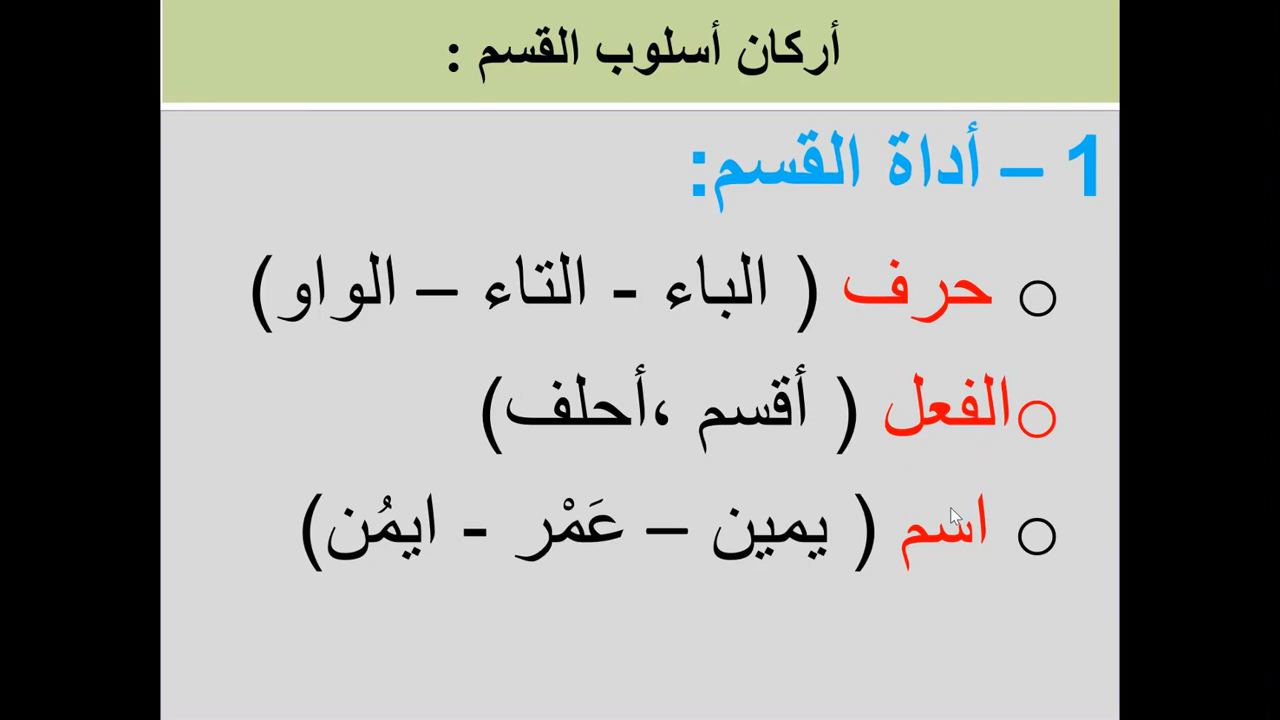 أركان أسلوب القسم :
1 – أداة القسم:
○ حرف ( الباء - التاء – الواو)
○الفعل ( أقسم ،أحلف)
○ اسم ( يمين – عَمْر - ايمُن)